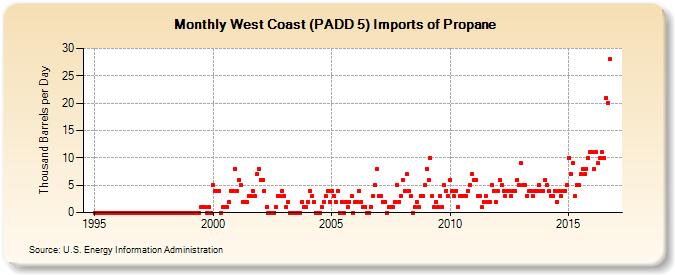 Monthly West Coast (PADD 5) Imports of Propane
Thousand Barrels per Day
30
25
20
15
10
5
0
1995 2000 2005 2010 2015
Source: U.S. Energy Information Administration